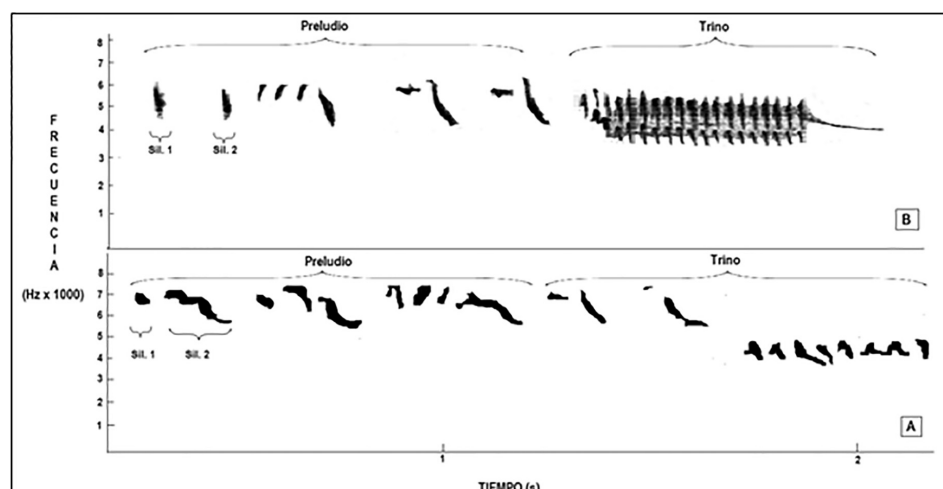 Preludio
Trino
8
7
6
5
4
3
2
1
Sil. 1
Sil. 2
B
FRECUENCIA
(Hz x 1000)
Preludio
Trino
8
7
6
5
4
3
2
1
Sil. 1
Sil. 2
A
1
2
TIEMPO (s)